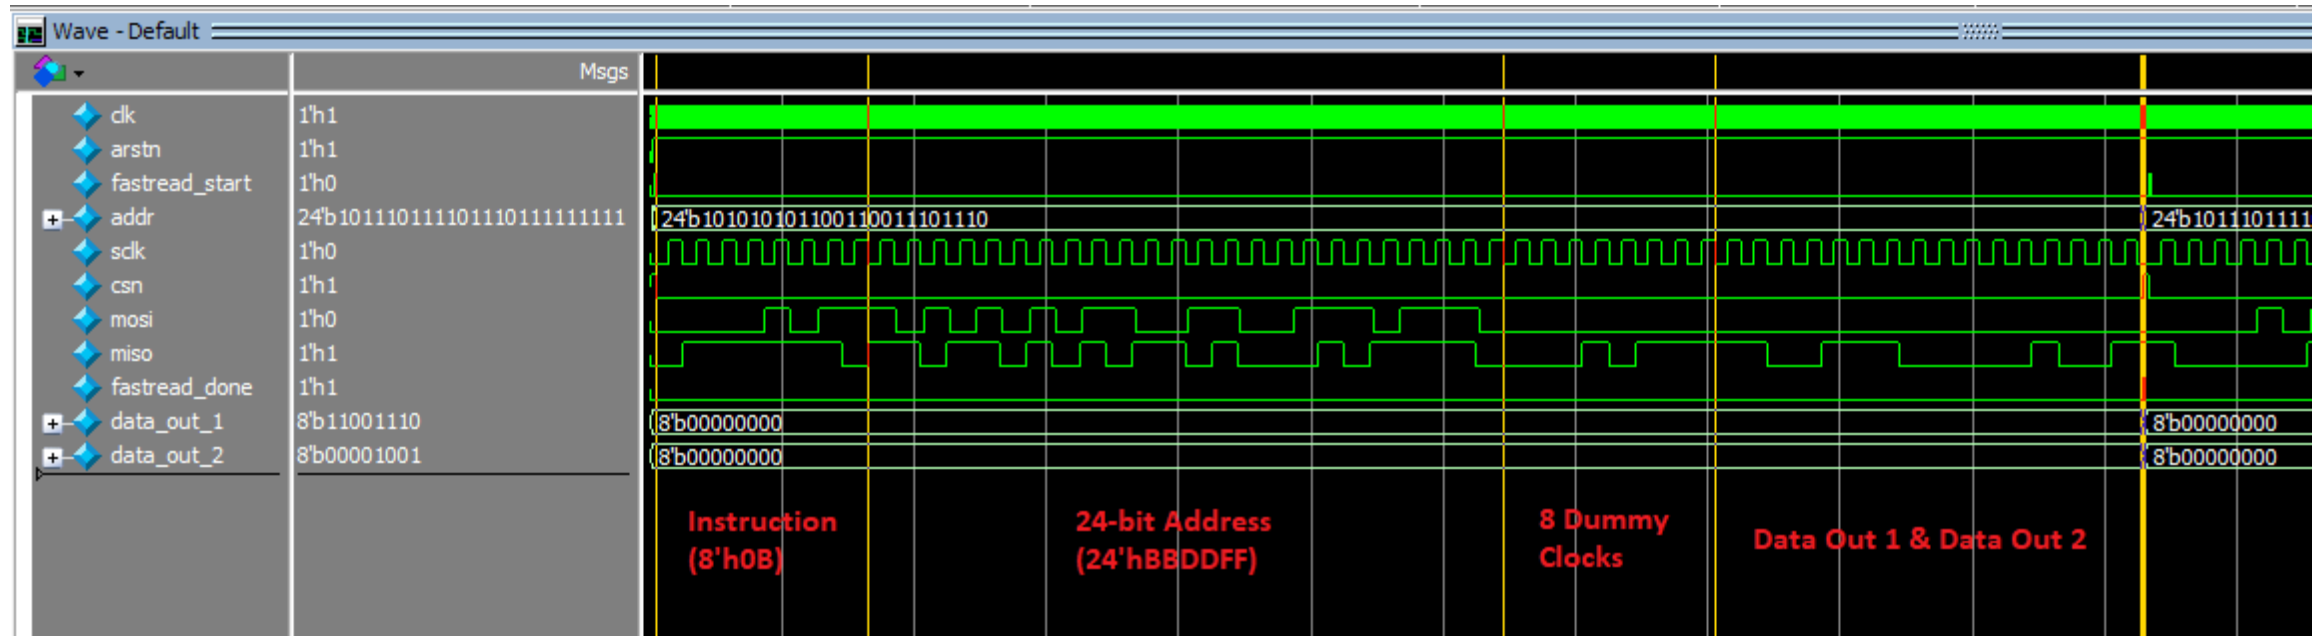 Wave - Default
Msgs
clk 1'h1
arstn 1'h1
fastread_start 1'h0
addr 24'b101110111101110111111111 24'b101010101100110011101110 24'b1011101111
sclk 1'h0
csn 1'h1
mosi 1'h0
miso 1'h1
fastread_done 1'h1
data_out_1 8'b11001110 8'b00000000 8'b00000000
data_out_2 8'b00001001 8'b00000000 8'b00000000
Instruction
(8'h0B)
24-bit Address
(24'hBBDDFF)
8 Dummy
Clocks
Data Out 1 & Data Out 2